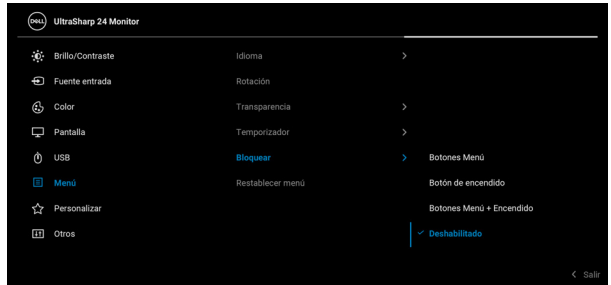 DELL UltraSharp 24 Monitor
Brillo/Contraste
Fuente entrada
Color
Pantalla
USB
Menú
Personalizar
Otros
Idioma
Rotación
Transparencia
Temporizador
Bloquear
Restablecer menú
Botones Menú
Botón de encendido
Botones Menú + Encendido
Deshabilitado
Salir